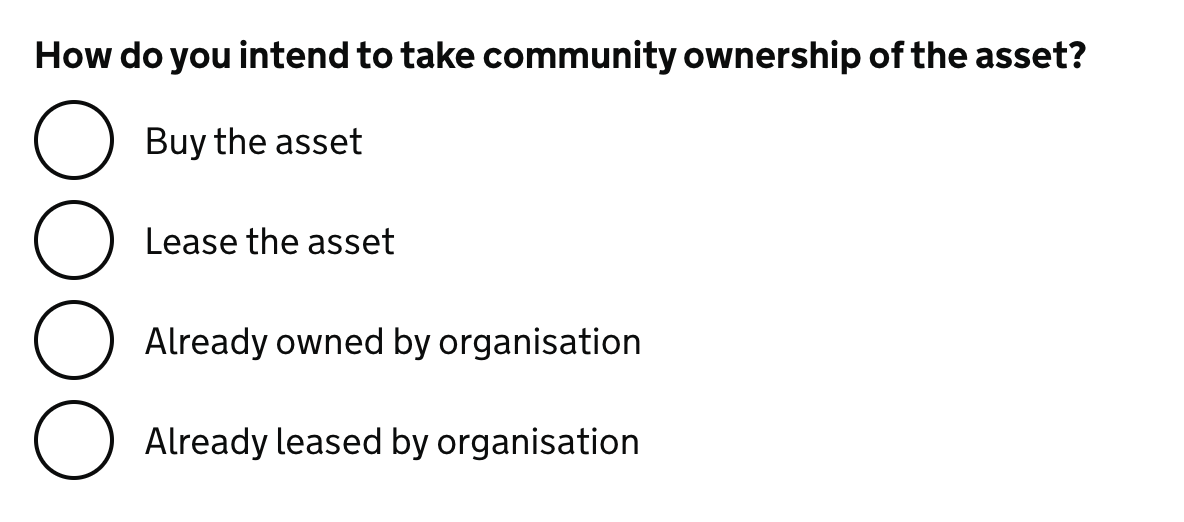 How do you intend to take community ownership of the asset?
Buy the asset
Lease the asset
Already owned by organisation
Already leased by organisation